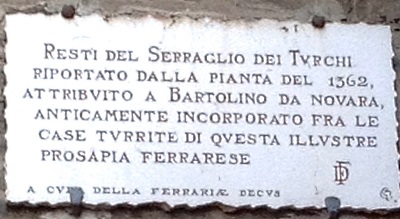 RESTI DEL SERRAGLIO DEI TVRCHI
RIPORTATO DALLA PIANTA DEL 1362,
ATTRIBVITO A BARTOLINO DA NOVARA,
ANTICAMENTE INCORPORATO FRA LE
CASE TVRRITE DI QVESTA ILLVSTRE
PROSAPIA FERRARESE
A CVRA DELLA FERRARIÆ DECVS